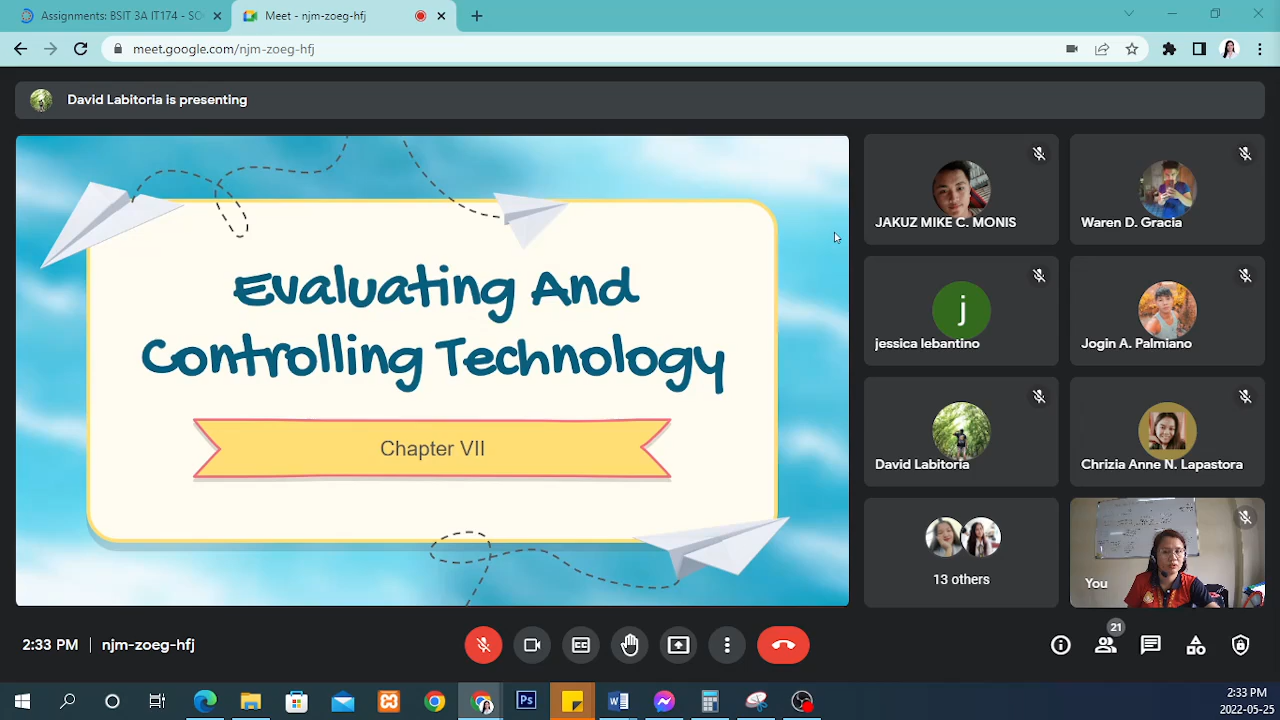 Assignments: BSIT 3A IT174 - SC
Meet - njm-zoeg-hfj
meet.google.com/njm-zoeg-hfj
David Labitoria is presenting
Evaluating And
Controlling Technology
Chapter VII
JAKUZ MIKE C. MONIS
Waren D. Gracia
j
jessica lebantino
Jogin A. Palmiano
David Labitoria
Chrizia Anne N. Lapastora
13 others
You
2:33 PM
njm-zoeg-hfj
21
Ps
2:33 PM
2022-05-25